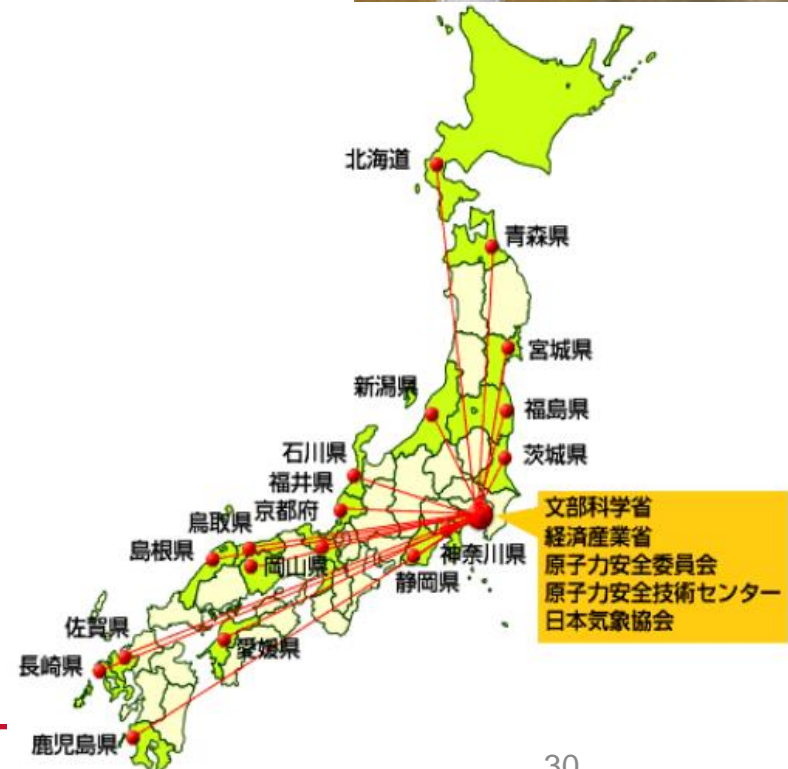 北海道
青森県
宮城県
新潟県
福島県
石川県
茨城県
福井県
京都府
鳥取県
島根県
岡山県
神奈川県
静岡県
文部科学省
経済産業省
原子力安全委員会
原子力安全技術センター
日本気象協会
佐賀県
愛媛県
長崎県
鹿児島県
30